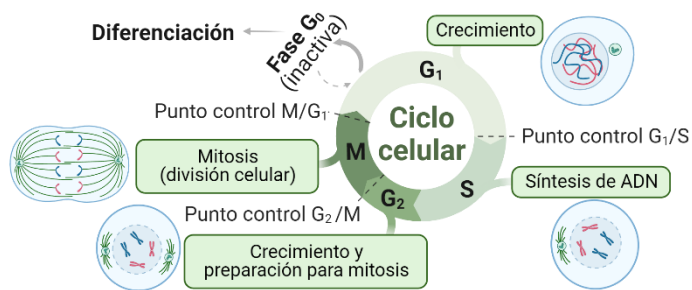 Diferenciación
Fase G₀
(inactiva)
Crecimiento
G₁
Punto control M/G₁
Ciclo
celular
Punto control G₁/S
Mitosis
(división celular)
M
Síntesis de ADN
S
G₂
Punto control G₂/M
Crecimiento y
preparación para mitosis